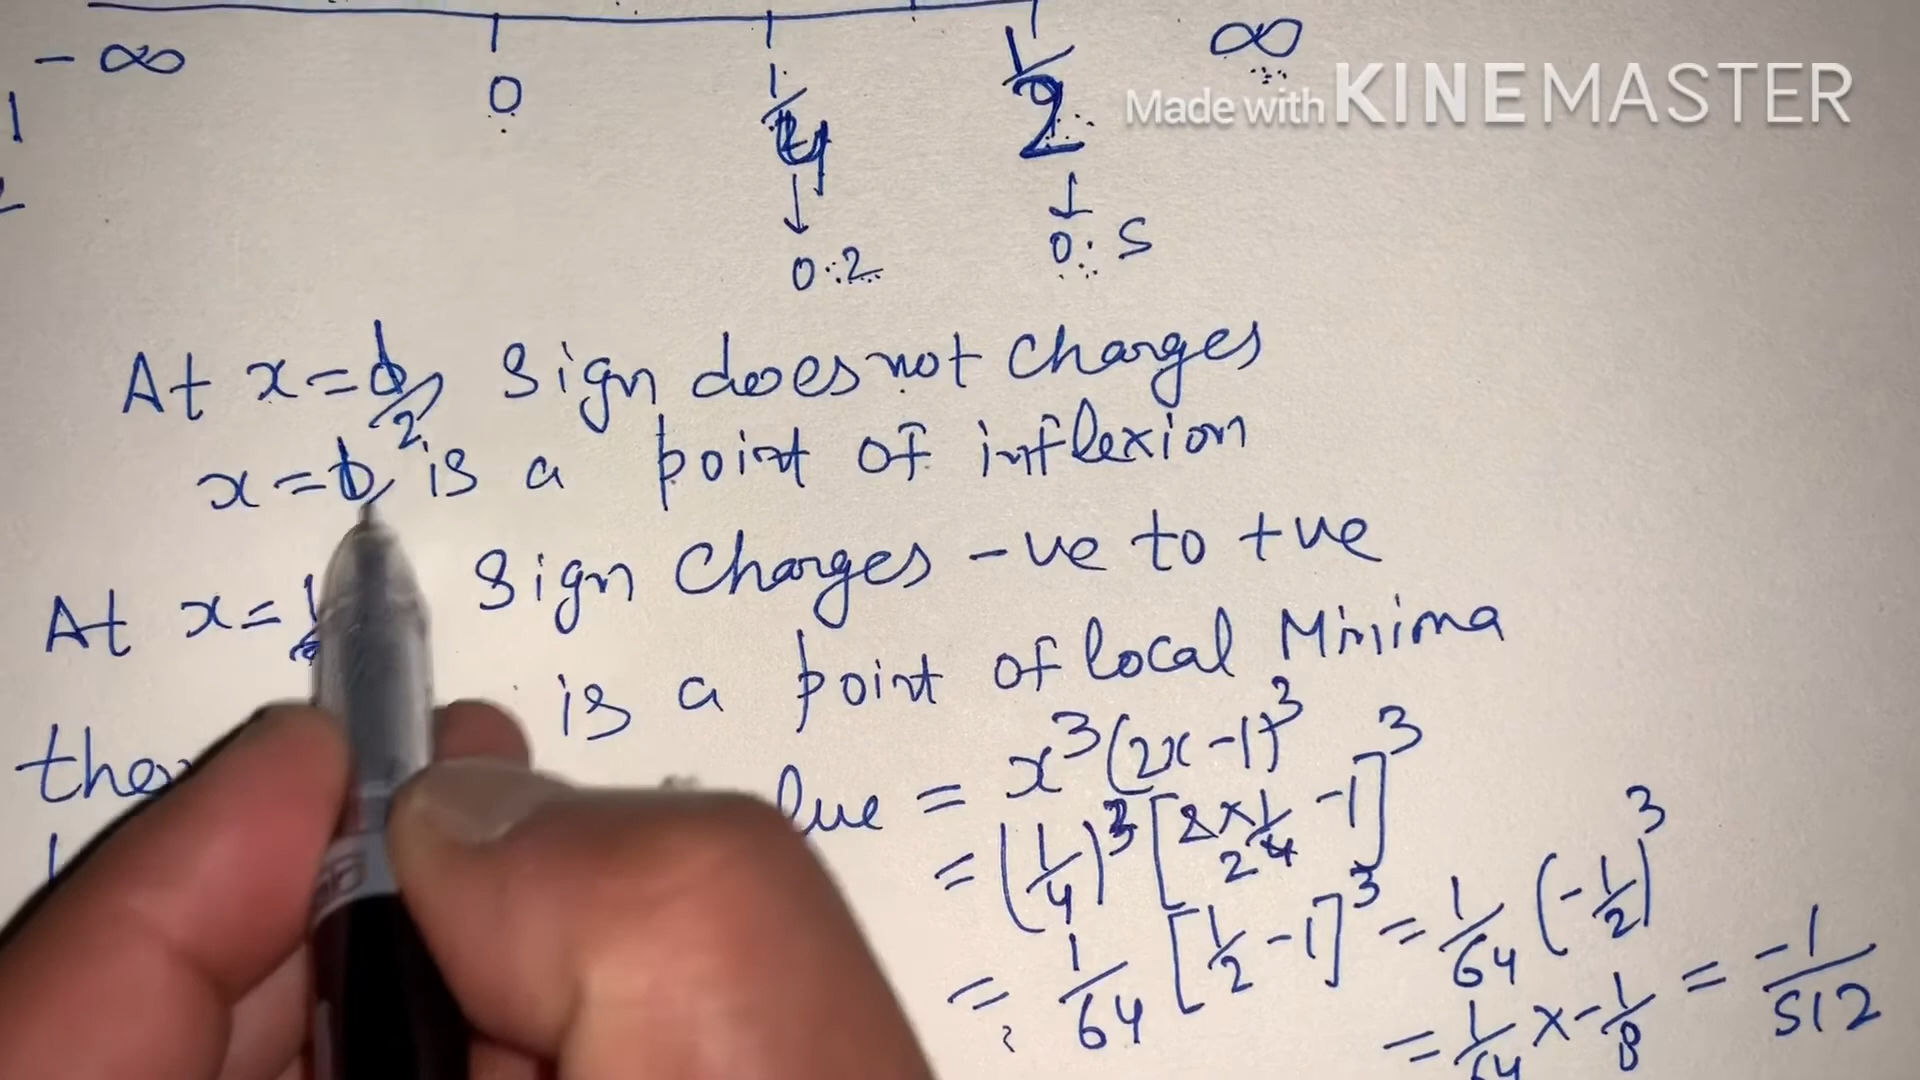 -∞ 0 1/4 1/2 ∞
Made with KINEMASTER
0.2 0.5
At x = 1/2 Sign does not Changes
x = is a point of inflexion
At x = Sign Changes -ve to +ve
is a point of local Minima
= x³(2x-1)³
= (1/4)³ [2×1/4 -1]³
= 1/64 [1/2 -1]³ = 1/64 (-1/2)³
= 1/64 × -1/8 = -1/512